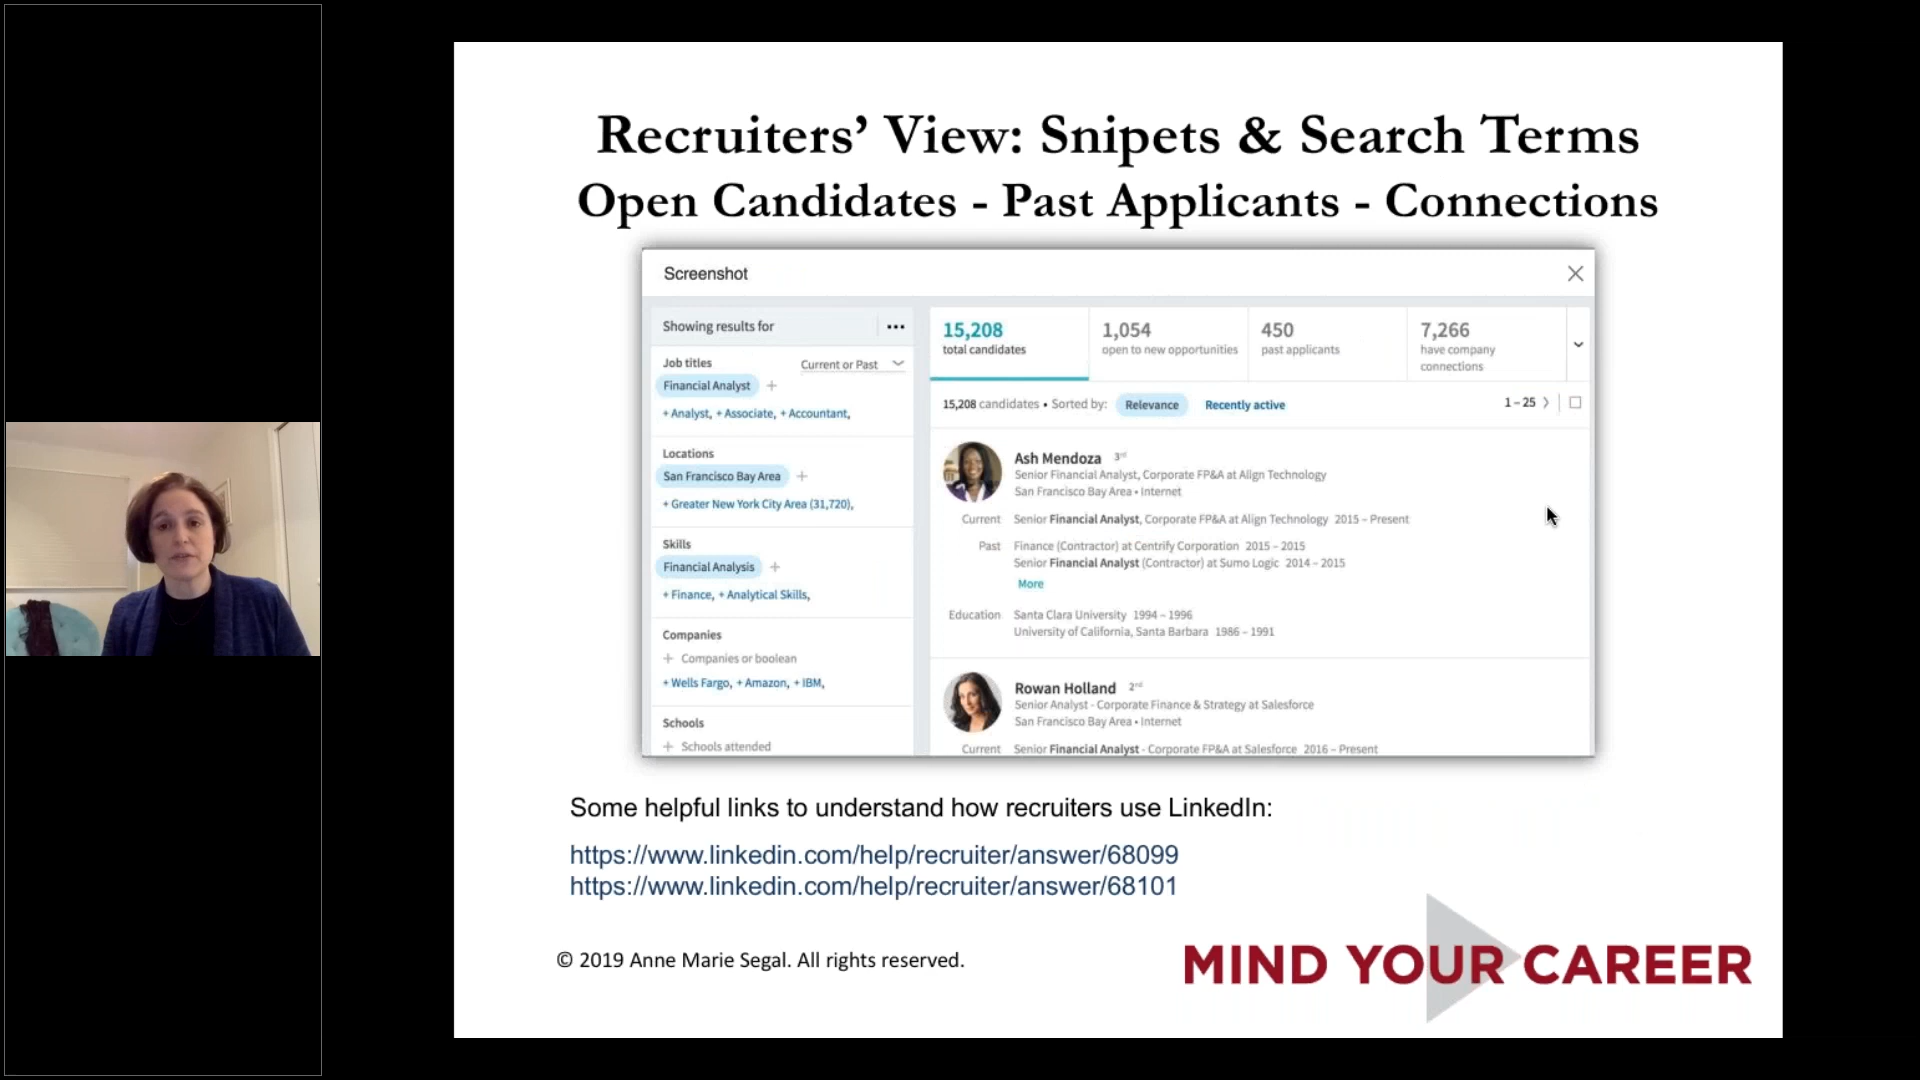 Recruiters’ View: Snipets & Search Terms
Open Candidates - Past Applicants - Connections
Screenshot
Showing results for
Job titles
Current or Past
Financial Analyst +
+ Analyst, + Associate, + Accountant,
Locations
San Francisco Bay Area +
+ Greater New York City Area (31,720),
Skills
Financial Analysis +
+ Finance, + Analytical Skills,
Companies
+ Companies or boolean
+ Wells Fargo, + Amazon, + IBM,
Schools
+ Schools attended
15,208
total candidates
1,054
open to new opportunities
450
past applicants
7,266
have company
connections
15,208 candidates • Sorted by: Relevance Recently active
1 – 25
Ash Mendoza 3rd
Senior Financial Analyst, Corporate FP&A at Align Technology
San Francisco Bay Area • Internet
Current Senior Financial Analyst, Corporate FP&A at Align Technology 2015 – Present
Past Finance (Contractor) at Centrify Corporation 2015 – 2015
Senior Financial Analyst (Contractor) at Sumo Logic 2014 – 2015
More
Education Santa Clara University 1994 – 1996
University of California, Santa Barbara 1986 – 1991
Rowan Holland 2nd
Senior Analyst - Corporate Finance & Strategy at Salesforce
San Francisco Bay Area • Internet
Current Senior Financial Analyst - Corporate FP&A at Salesforce 2016 – Present
Some helpful links to understand how recruiters use LinkedIn:
https://www.linkedin.com/help/recruiter/answer/68099
https://www.linkedin.com/help/recruiter/answer/68101
© 2019 Anne Marie Segal. All rights reserved.
MIND YOUR CAREER